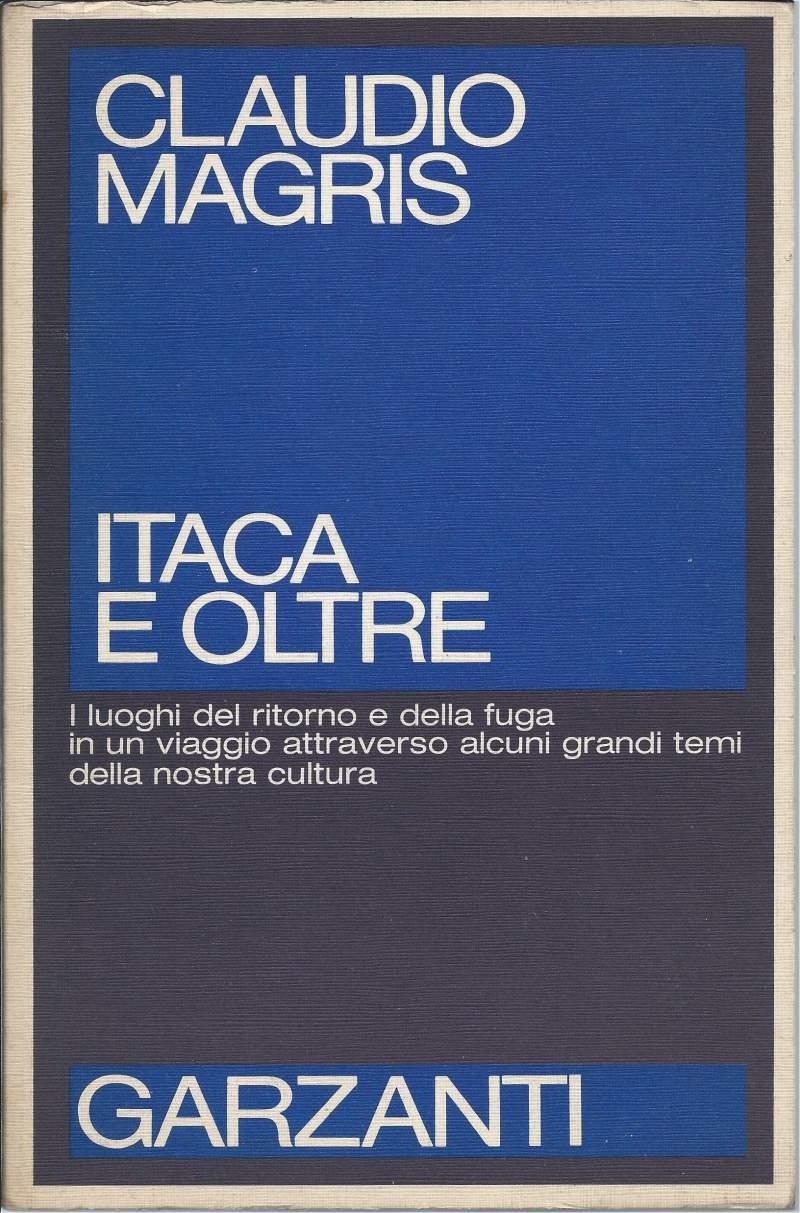 CLAUDIO
MAGRIS
ITACA
E OLTRE
I luoghi del ritorno e della fuga
in un viaggio attraverso alcuni grandi temi
della nostra cultura
GARZANTI